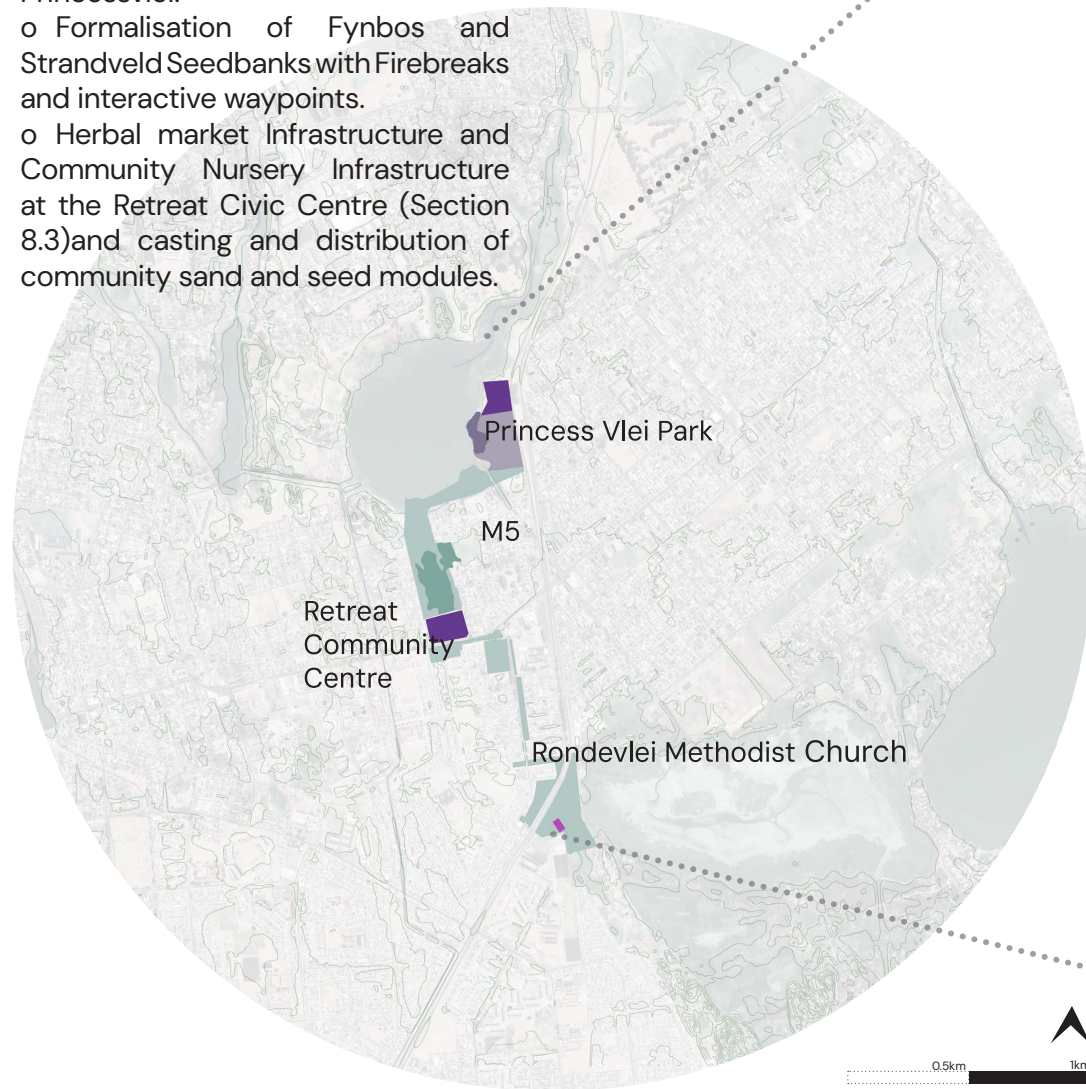 o Formalisation of Fynbos and
Strandveld Seedbanks with Firebreaks
and interactive waypoints.
o Herbal market Infrastructure and
Community Nursery Infrastructure
at the Retreat Civic Centre (Section
8.3)and casting and distribution of
community sand and seed modules.
Princess Vlei Park
M5
Retreat
Community
Centre
Rondevlei Methodist Church
0.5km
1km